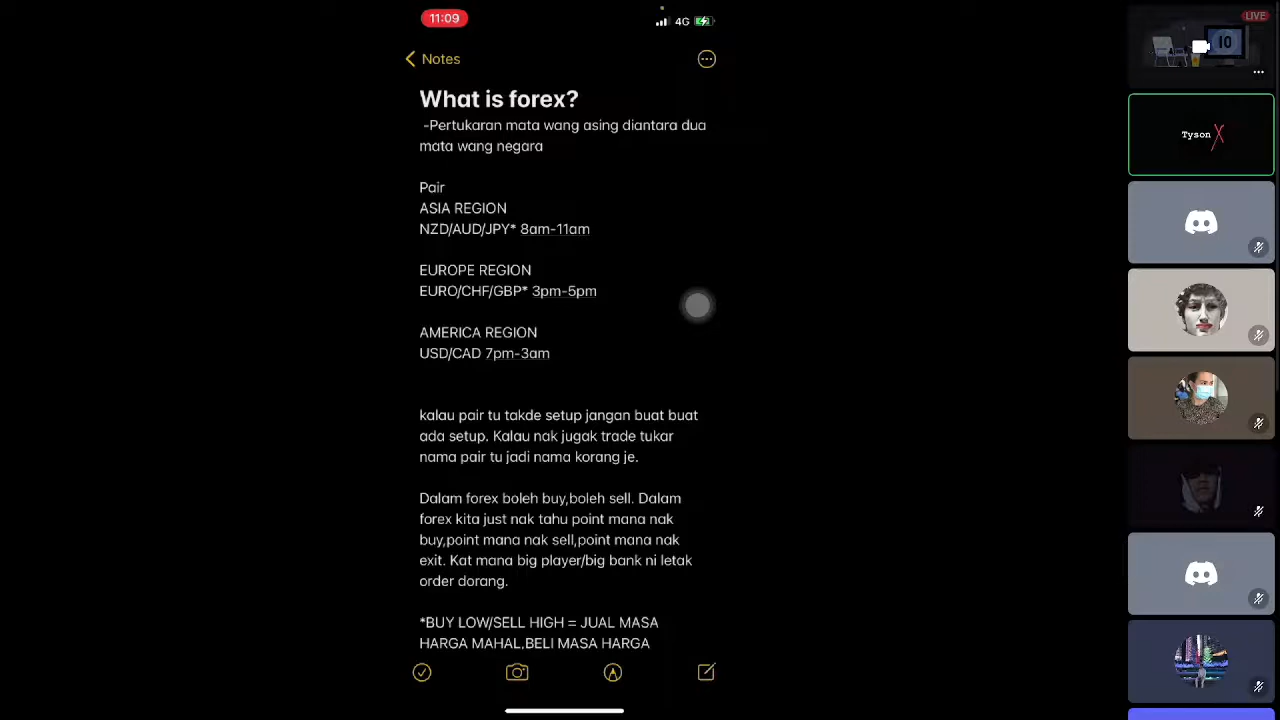 11:09
4G
LIVE
Notes
10
What is forex?
-Pertukaran mata wang asing diantara dua
mata wang negara
Tyson X
Pair
ASIA REGION
NZD/AUD/JPY* 8am-11am
EUROPE REGION
EURO/CHF/GBP* 3pm-5pm
AMERICA REGION
USD/CAD 7pm-3am
kalau pair tu takde setup jangan buat buat
ada setup. Kalau nak jugak trade tukar
nama pair tu jadi nama korang je.
Dalam forex boleh buy,boleh sell. Dalam
forex kita just nak tahu point mana nak
buy,point mana nak sell,point mana nak
exit. Kat mana big player/big bank ni letak
order dorang.
*BUY LOW/SELL HIGH = JUAL MASA
HARGA MAHAL,BELI MASA HARGA